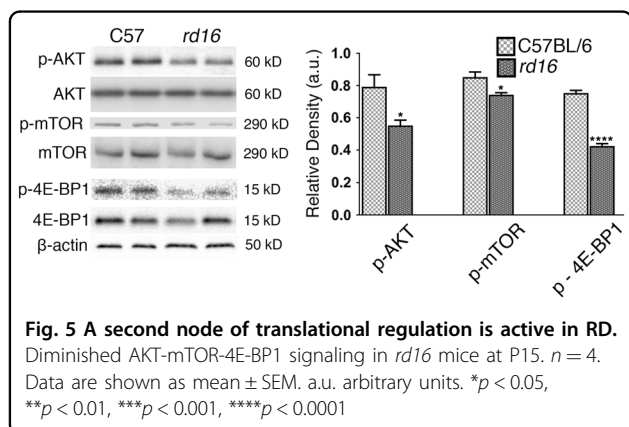 C57 rd16
p-AKT 60 kD
AKT 60 kD
p-mTOR 290 kD
mTOR 290 kD
p-4E-BP1 15 kD
4E-BP1 15 kD
β-actin 50 kD
C57BL/6
rd16
Relative Density (a.u.)
1.0
0.8
0.6
0.4
0.2
0.0
*
*
****
p-AKT
p-mTOR
p - 4E-BP1
Fig. 5 A second node of translational regulation is active in RD.
Diminished AKT-mTOR-4E-BP1 signaling in rd16 mice at P15. n = 4.
Data are shown as mean ± SEM. a.u. arbitrary units. *p < 0.05,
**p < 0.01, ***p < 0.001, ****p < 0.0001